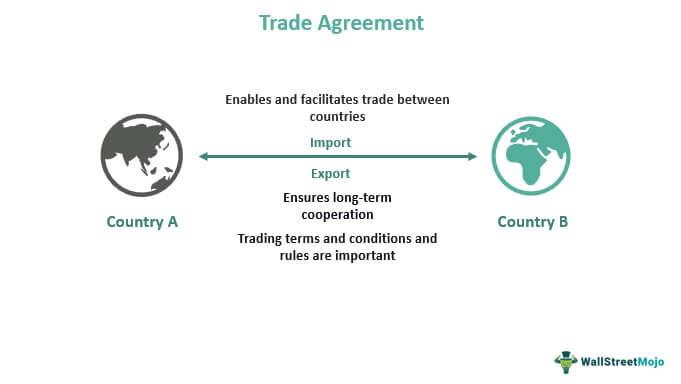 Trade Agreement
Enables and facilitates trade between
countries
Import
Export
Ensures long-term
cooperation
Trading terms and conditions and
rules are important
Country A
Country B
WallStreetMojo